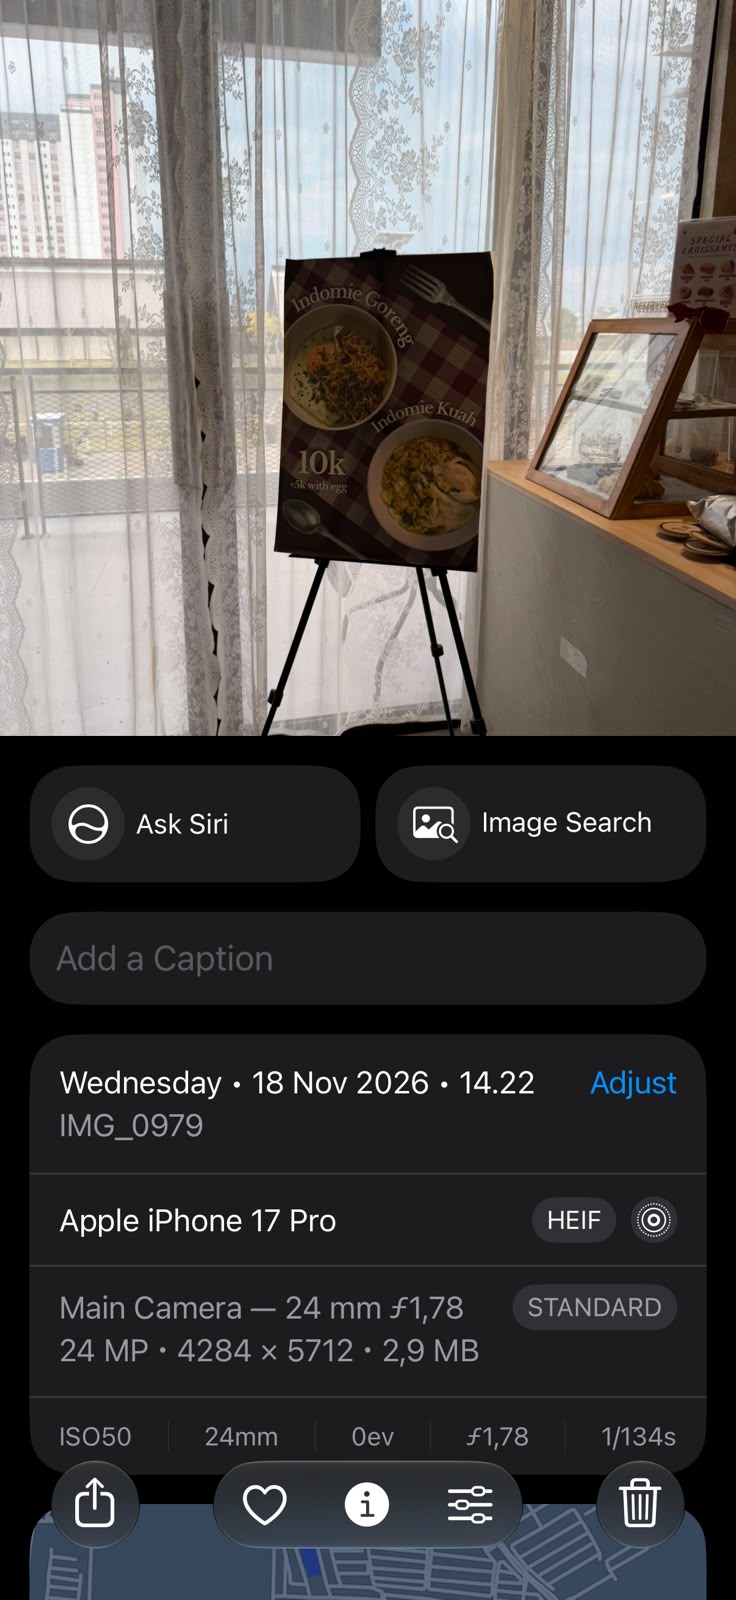 Indomie Goreng
Indomie Kuah
10k
+5k with egg
SPECIAL
CROISSANTS
Ask Siri
Image Search
Add a Caption
Wednesday • 18 Nov 2026 • 14.22
Adjust
IMG_0979
Apple iPhone 17 Pro
HEIF
Main Camera — 24 mm ƒ1,78
STANDARD
24 MP • 4284 × 5712 • 2,9 MB
ISO50
24mm
0ev
ƒ1,78
1/134s